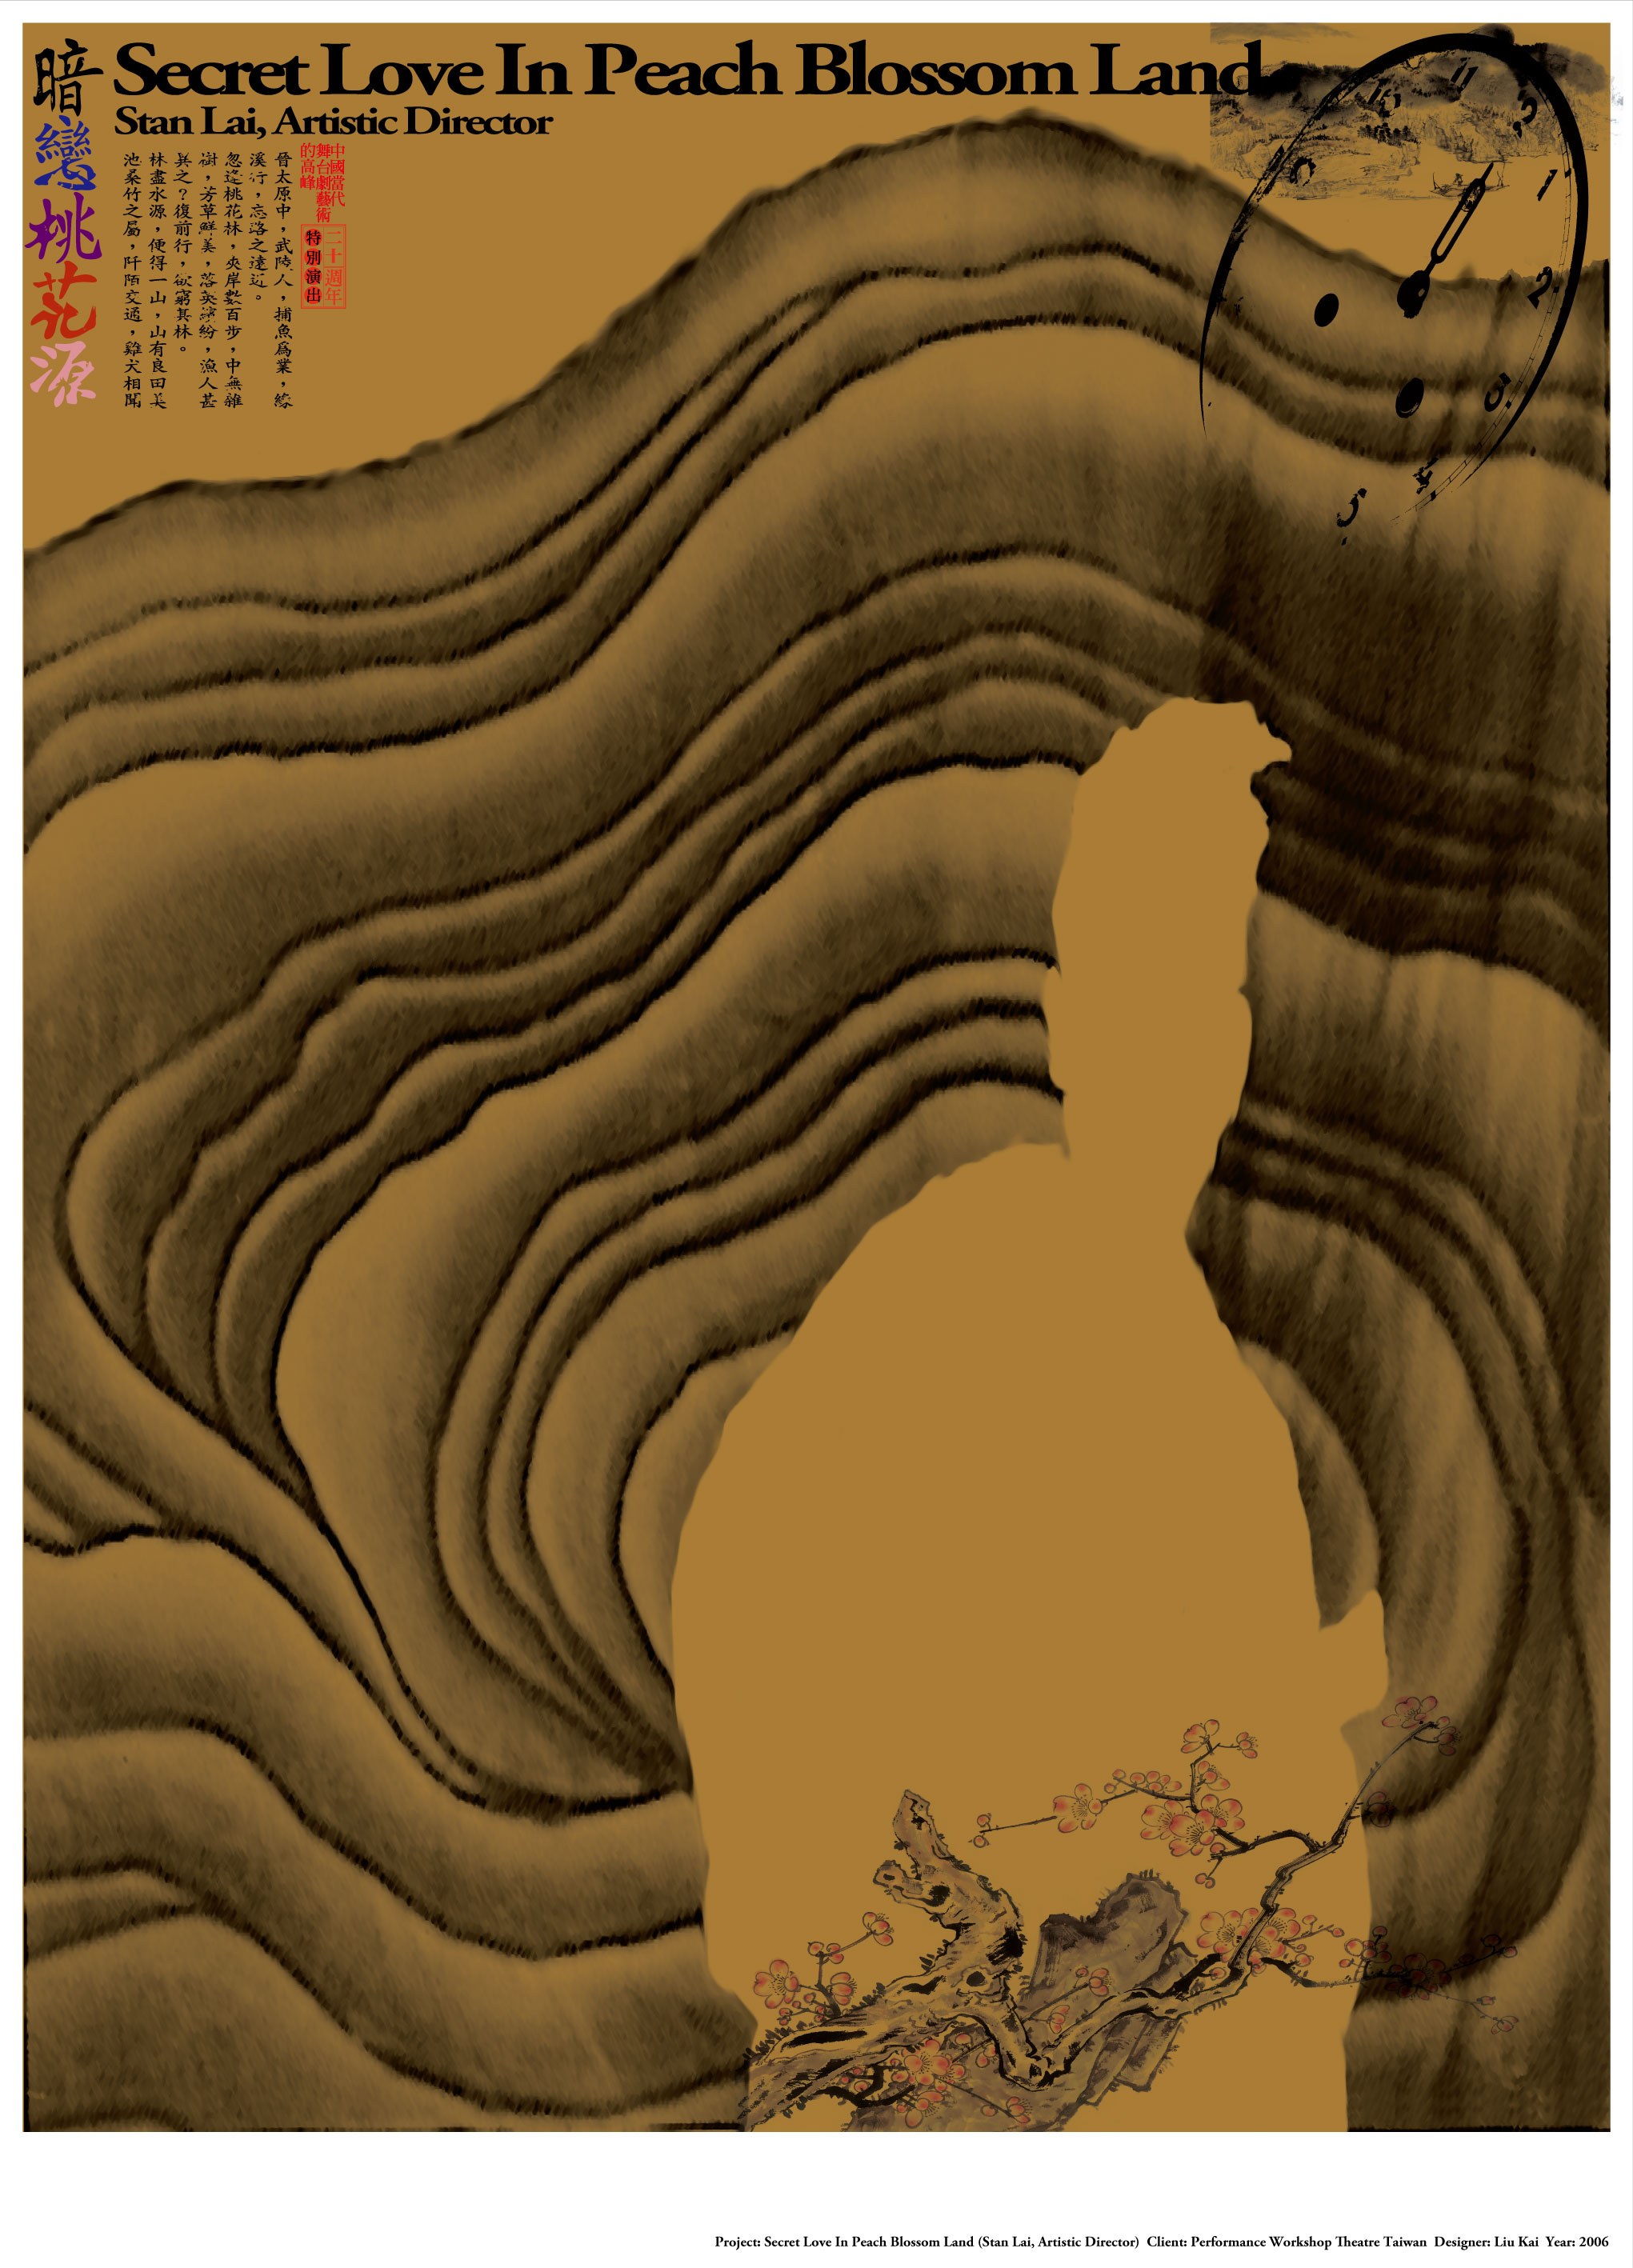 Secret Love In Peach Blossom Land
Stan Lai, Artistic Director
暗戀桃花源
中國當代
舞台劇藝術
的高峰
二十週年
特別演出
晉太原中，武陵人，捕魚爲業，緣
溪行，忘路之遠近。
忽逢桃花林，夾岸數百步，中無雜
樹，芳草鮮美，落英繽紛，漁人甚
異之？復前行，欲窮其林。
林盡水源，便得一山，山有良田美
池桑竹之屬，阡陌交通，雞犬相聞
11
1
2
4
5
Project: Secret Love In Peach Blossom Land (Stan Lai, Artistic Director) Client: Performance Workshop Theatre Taiwan Designer: Liu Kai Year: 2006